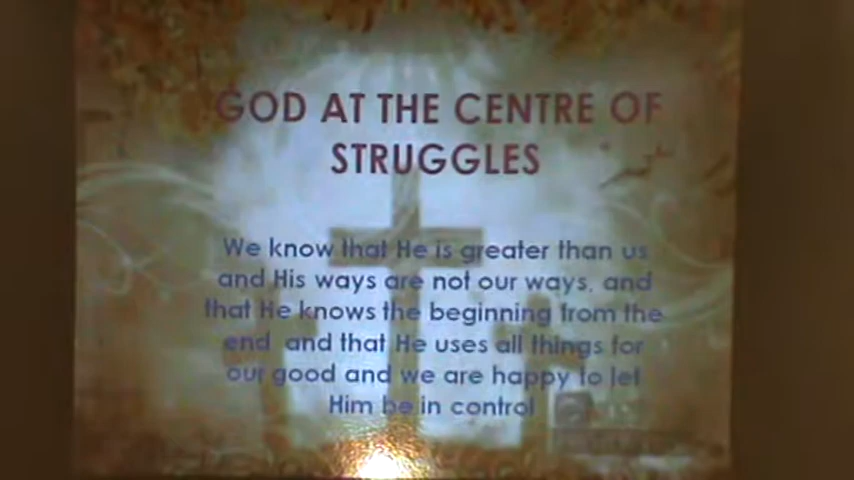 GOD AT THE CENTRE OF
STRUGGLES
We know that He is greater than us
and His ways are not our ways, and
that He knows the beginning from the
end and that He uses all things for
our good and we are happy to let
Him be in control